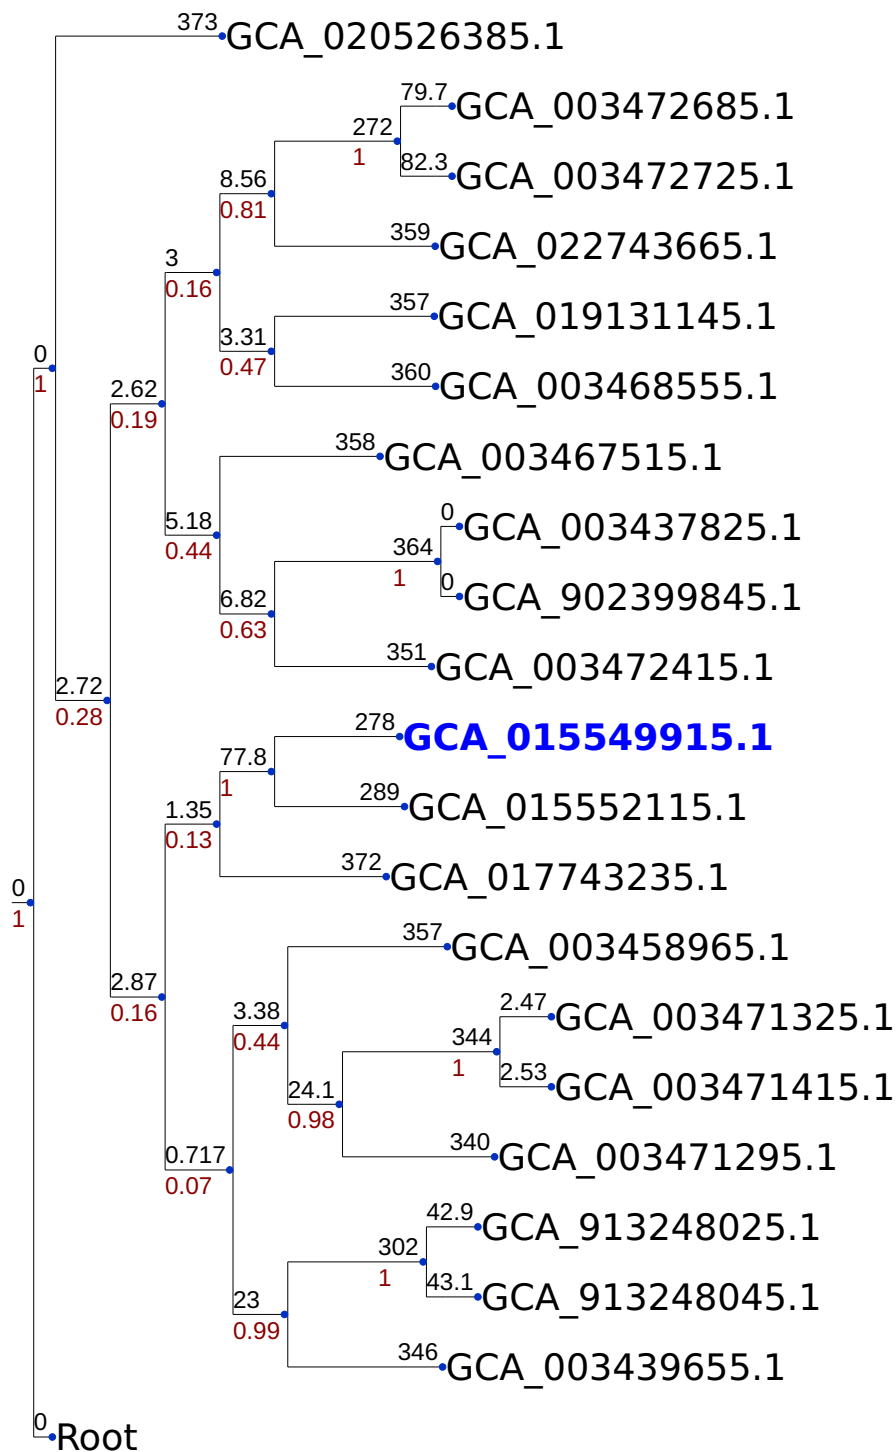 373 GCA_020526385.1
79.7 GCA_003472685.1
272
1
82.3 GCA_003472725.1
8.56
0.81
359 GCA_022743665.1
3
0.16
357 GCA_019131145.1
3.31
0.47
0
1
360 GCA_003468555.1
2.62
0.19
358 GCA_003467515.1
5.18
0.44
0 GCA_003437825.1
364
1
0 GCA_902399845.1
6.82
0.63
351 GCA_003472415.1
2.72
0.28
278 GCA_015549915.1
77.8
1
289 GCA_015552115.1
1.35
0.13
372 GCA_017743235.1
0
1
357 GCA_003458965.1
2.87
0.16
3.38
0.44
2.47 GCA_003471325.1
344
1
2.53 GCA_003471415.1
24.1
0.98
340 GCA_003471295.1
0.717
0.07
42.9 GCA_913248025.1
302
1
43.1 GCA_913248045.1
23
0.99
346 GCA_003439655.1
0 Root